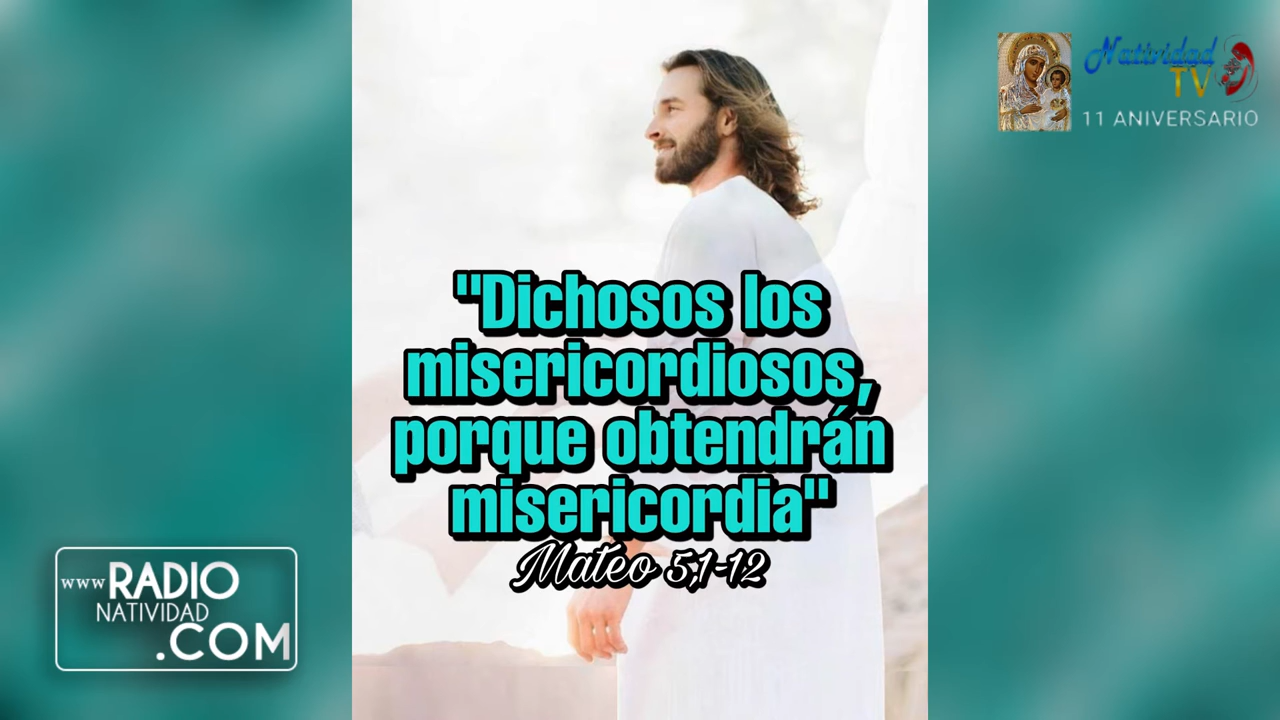 Natividad
TV
11 ANIVERSARIO
"Dichosos los
misericordiosos,
porque obtendrán
misericordia"
Mateo 5,1-12
www RADIO
NATIVIDAD
.COM